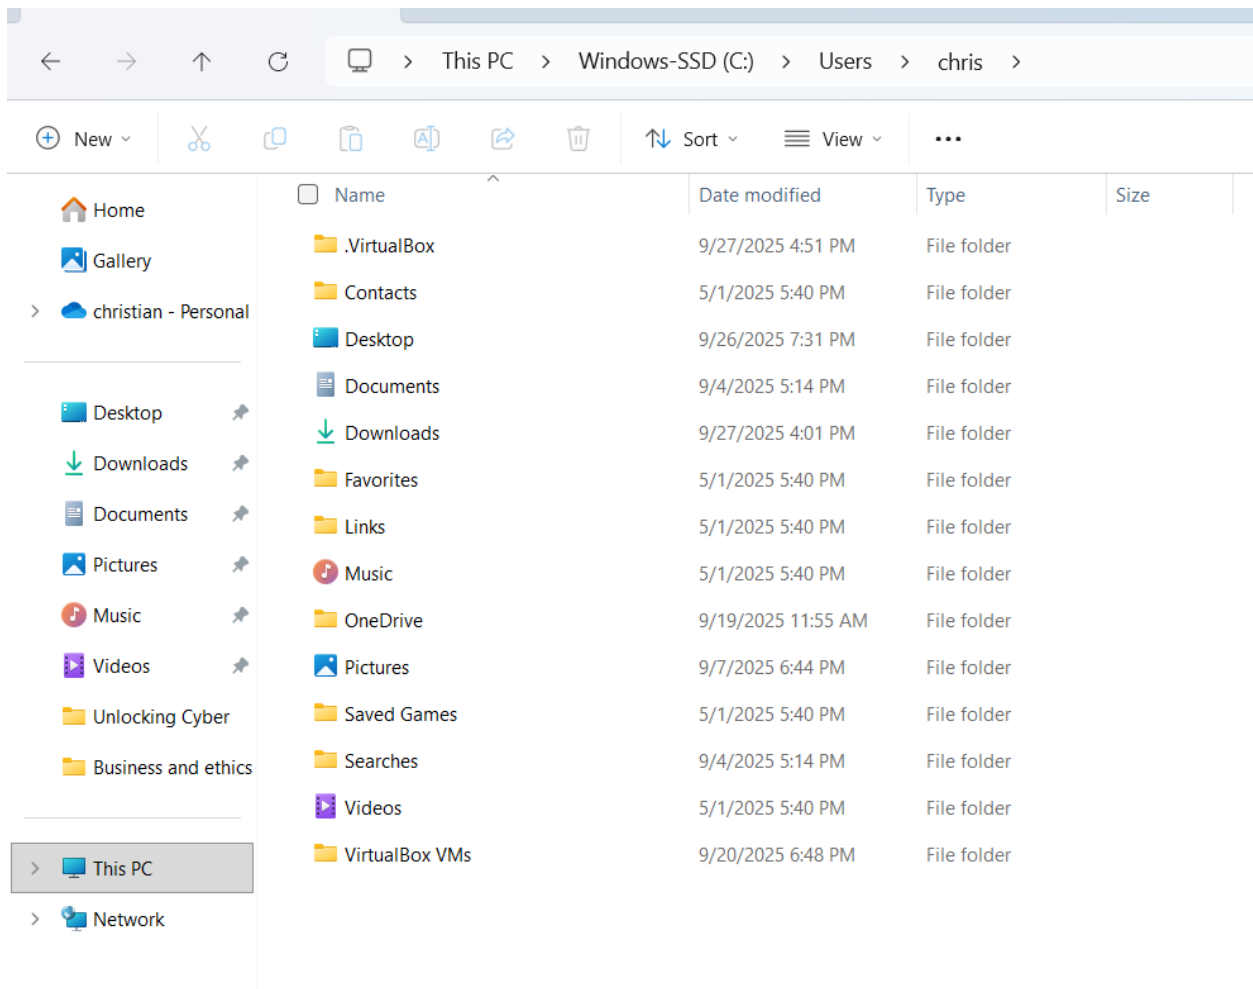 This PC > Windows-SSD (C:) > Users > chris >
New Sort View •••
Name Date modified Type Size
Home
Gallery
christian - Personal
Desktop
Downloads
Documents
Pictures
Music
Videos
Unlocking Cyber
Business and ethics
This PC
Network
.VirtualBox 9/27/2025 4:51 PM File folder
Contacts 5/1/2025 5:40 PM File folder
Desktop 9/26/2025 7:31 PM File folder
Documents 9/4/2025 5:14 PM File folder
Downloads 9/27/2025 4:01 PM File folder
Favorites 5/1/2025 5:40 PM File folder
Links 5/1/2025 5:40 PM File folder
Music 5/1/2025 5:40 PM File folder
OneDrive 9/19/2025 11:55 AM File folder
Pictures 9/7/2025 6:44 PM File folder
Saved Games 5/1/2025 5:40 PM File folder
Searches 9/4/2025 5:14 PM File folder
Videos 5/1/2025 5:40 PM File folder
VirtualBox VMs 9/20/2025 6:48 PM File folder